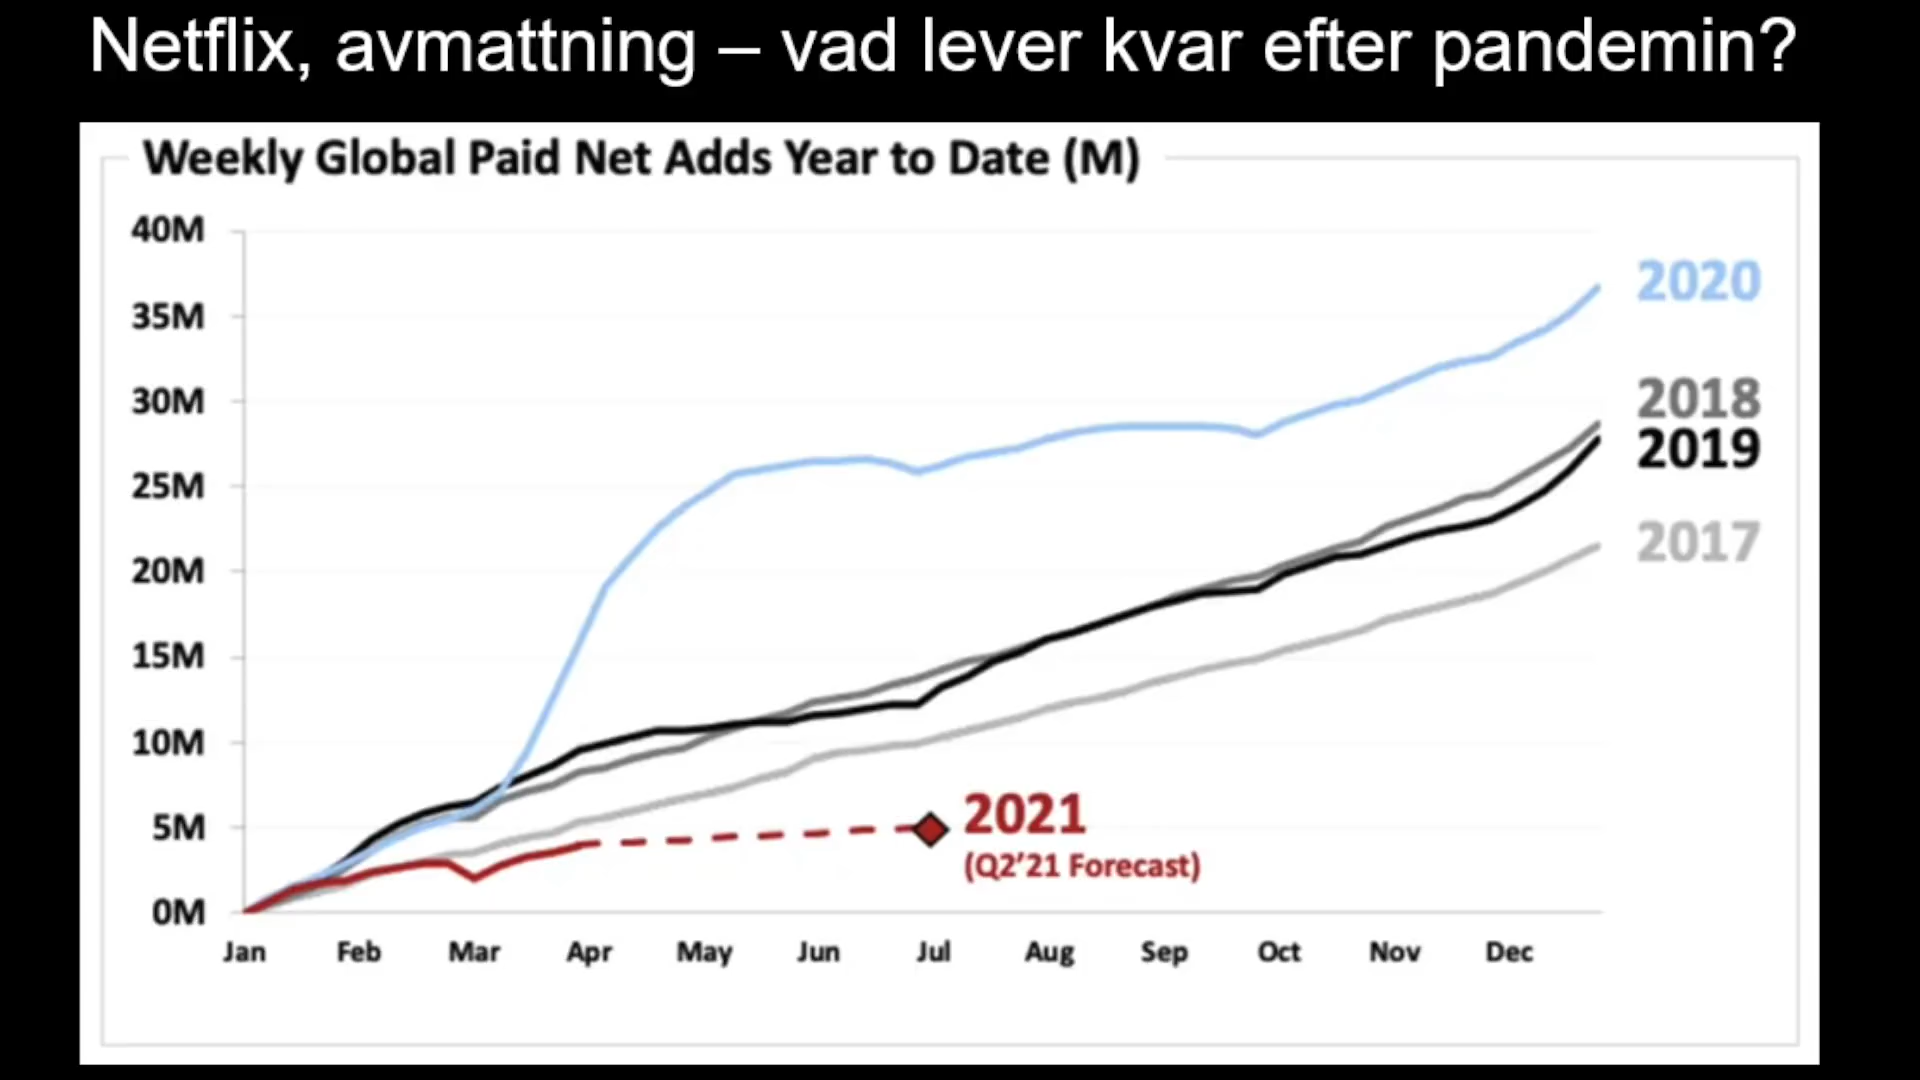 Netflix, avmattning – vad lever kvar efter pandemin?
Weekly Global Paid Net Adds Year to Date (M)
40M
35M
30M
25M
20M
15M
10M
5M
0M
2020
2018
2019
2017
2021
(Q2'21 Forecast)
Jan Feb Mar Apr May Jun Jul Aug Sep Oct Nov Dec